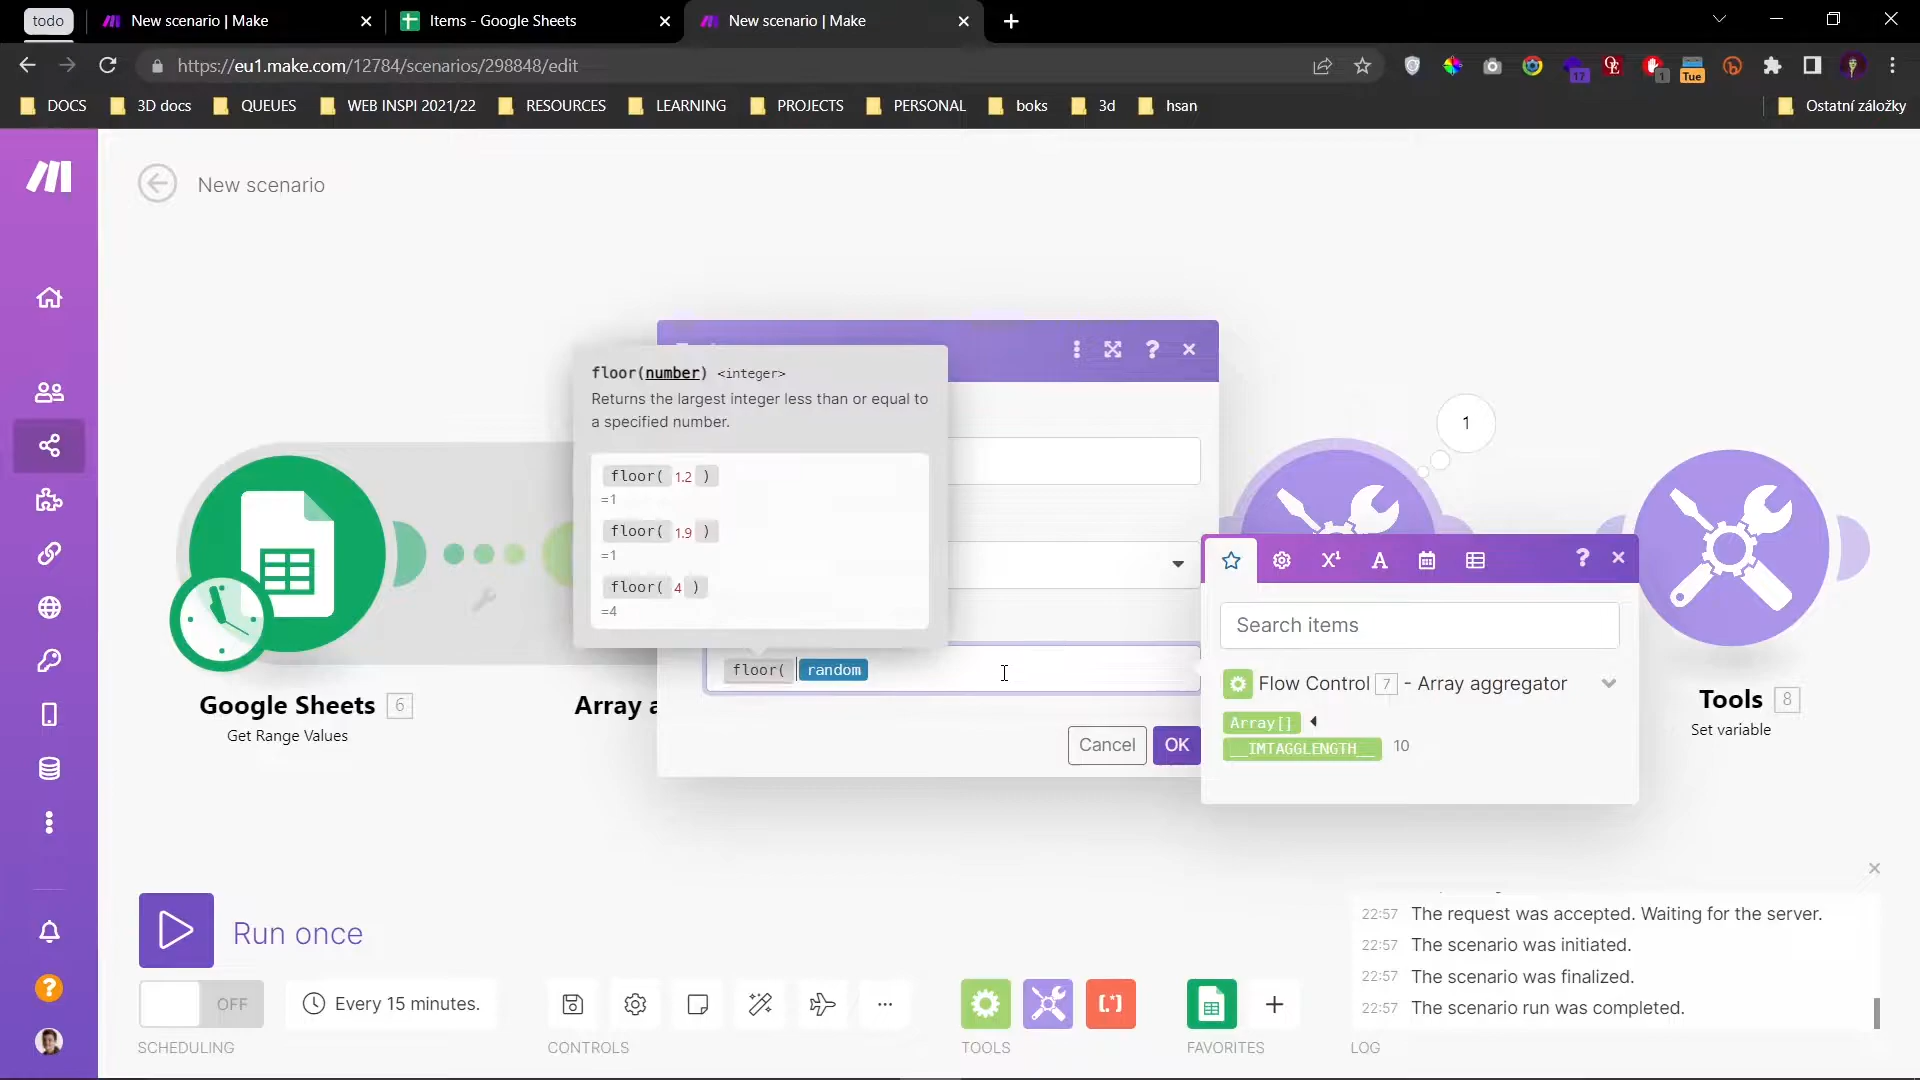 todo
New scenario | Make
Items - Google Sheets
New scenario | Make
https://eu1.make.com/12784/scenarios/298848/edit
17
1
Tue
DOCS
3D docs
QUEUES
WEB INSPI 2021/22
RESOURCES
LEARNING
PROJECTS
PERSONAL
boks
3d
hsan
Ostatní záložky
New scenario
floor(number) <integer>
Returns the largest integer less than or equal to
a specified number.
floor( 1.2 )
=1
floor( 1.9 )
=1
floor( 4 )
=4
floor( random
Cancel
OK
1
Search items
Flow Control 7 - Array aggregator
Array[]
__IMTAGGLENGTH__ 10
Google Sheets 6
Get Range Values
Array a
Tools 8
Set variable
Run once
OFF
Every 15 minutes.
SCHEDULING
CONTROLS
TOOLS
FAVORITES
LOG
22:57 The request was accepted. Waiting for the server.
22:57 The scenario was initiated.
22:57 The scenario was finalized.
22:57 The scenario run was completed.